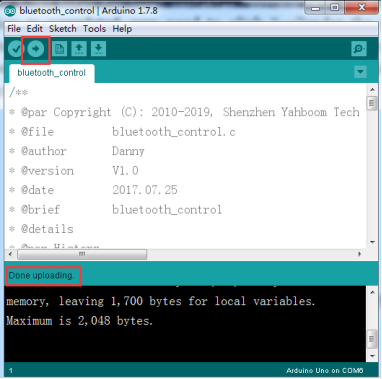 bluetooth_control | Arduino 1.7.8
File Edit Sketch Tools Help
bluetooth_control
/**
* @par Copyright (C): 2010-2019, Shenzhen Yahboom Tech
* @file bluetooth_control.c
* @author Danny
* @version V1.0
* @date 2017.07.25
* @brief bluetooth_control
* @details
* @par History
Done uploading.
memory, leaving 1,700 bytes for local variables.
Maximum is 2,048 bytes.
1 Arduino Uno on COM6